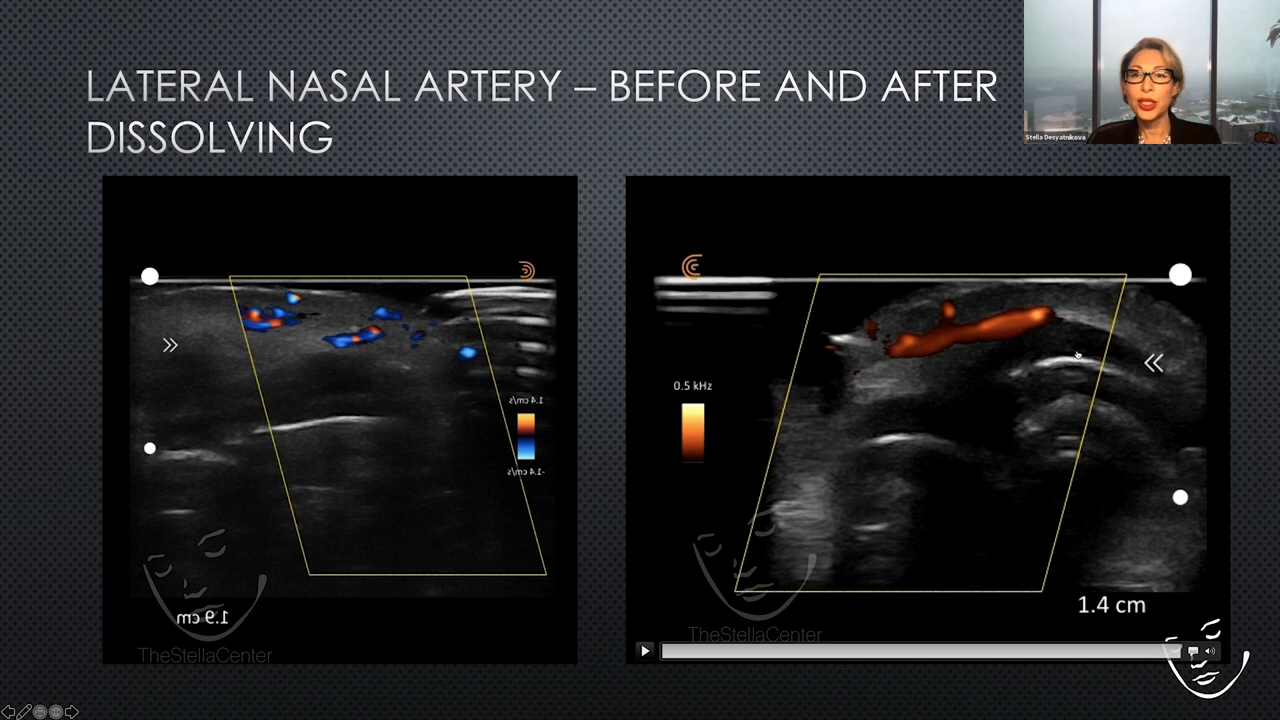 LATERAL NASAL ARTERY – BEFORE AND AFTER
DISSOLVING
Stella Desyatnikova
1.4 cm/s
-1.4 cm/s
1.9 cm
TheStellaCenter
0.5 kHz
1.4 cm
TheStellaCenter